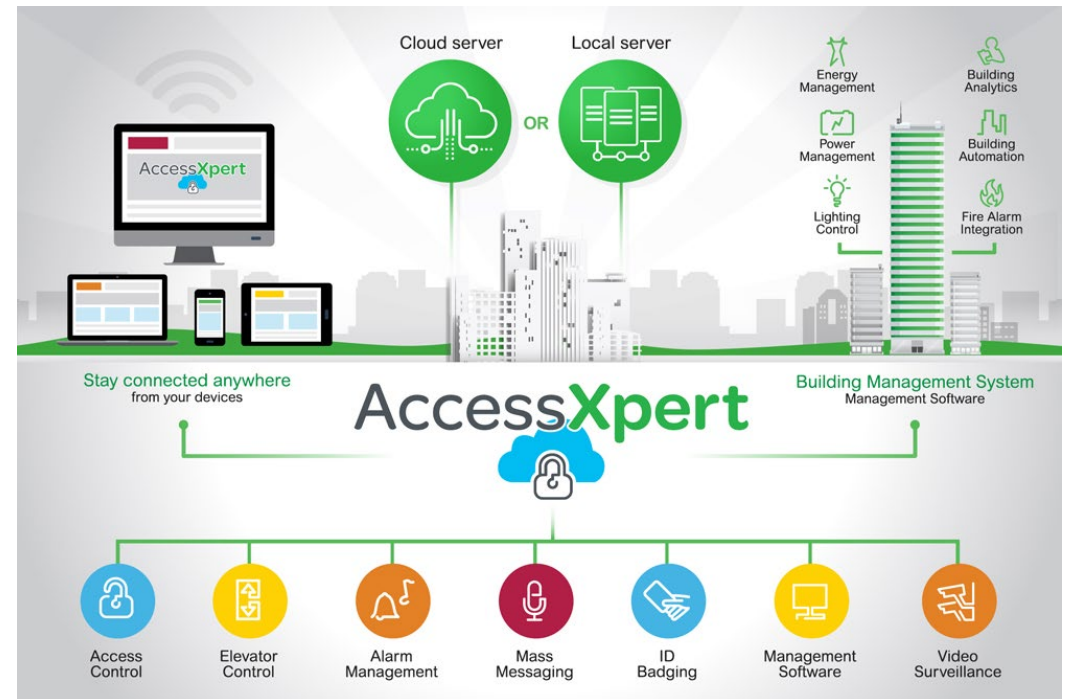 Cloud server
Local server
OR
AccessXpert
Energy
Management
Power
Management
Lighting
Control
Building
Analytics
Building
Automation
Fire Alarm
Integration
Stay connected anywhere
from your devices
Building Management System
Management Software
AccessXpert
Access
Control
Elevator
Control
Alarm
Management
Mass
Messaging
ID
Badging
Management
Software
Video
Surveillance